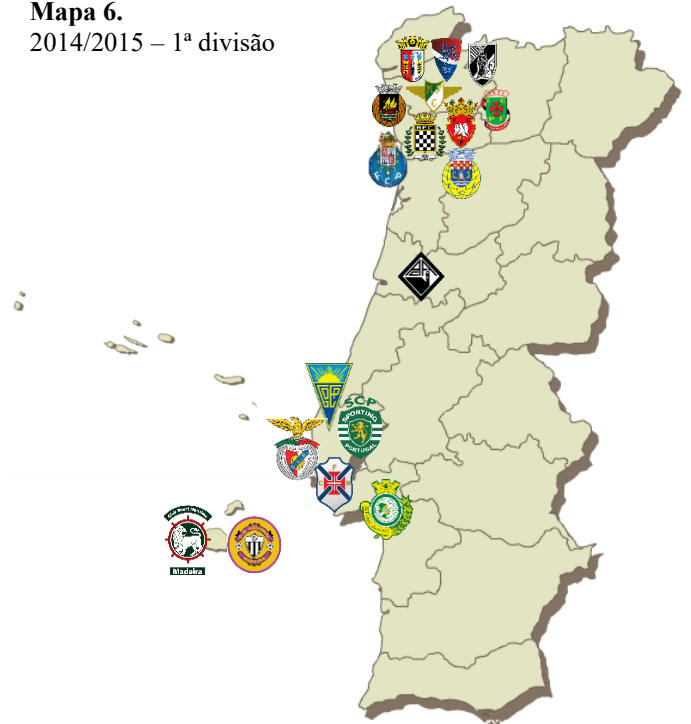 Mapa 6.
2014/2015 – 1ª divisão
F C P
SCP
SPORTING
PORTUGAL
C F B
Madeira